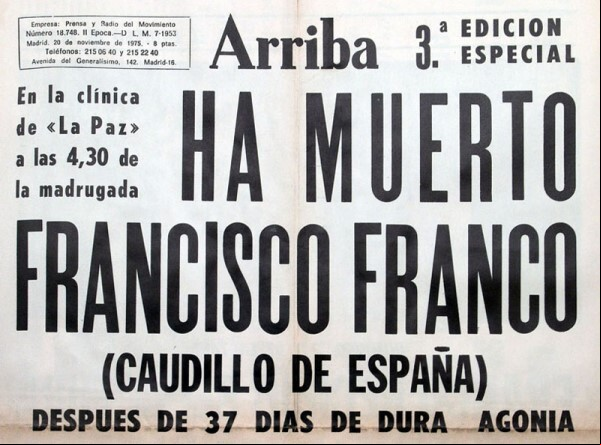 Empresa: Prensa y Radio del Movimiento
Número 18.748. II Epoca.—D L. M. 7-1953
Madrid. 20 de noviembre de 1975. - 8 ptas.
Teléfonos: 215 06 40 y 215 22 40
Avenida del Generalísimo, 142. Madrid-16.
Arriba
3.ª EDICION
ESPECIAL
En la clínica
de «La Paz»
a las 4,30 de
la madrugada
HA MUERTO
FRANCISCO FRANCO
(CAUDILLO DE ESPAÑA)
DESPUES DE 37 DIAS DE DURA AGONIA